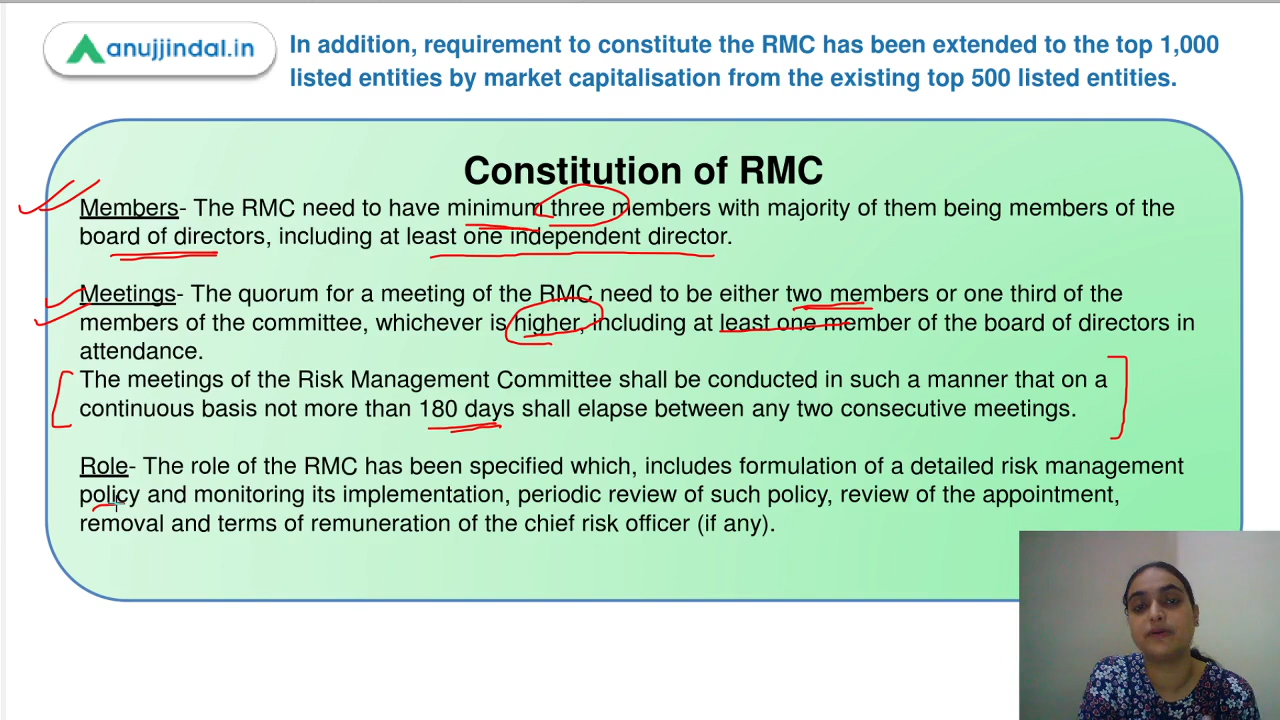 anujjindal.in
In addition, requirement to constitute the RMC has been extended to the top 1,000
listed entities by market capitalisation from the existing top 500 listed entities.
Constitution of RMC
Members- The RMC need to have minimum three members with majority of them being members of the
board of directors, including at least one independent director.
Meetings- The quorum for a meeting of the RMC need to be either two members or one third of the
members of the committee, whichever is higher, including at least one member of the board of directors in
attendance.
The meetings of the Risk Management Committee shall be conducted in such a manner that on a
continuous basis not more than 180 days shall elapse between any two consecutive meetings.
Role- The role of the RMC has been specified which, includes formulation of a detailed risk management
policy and monitoring its implementation, periodic review of such policy, review of the appointment,
removal and terms of remuneration of the chief risk officer (if any).